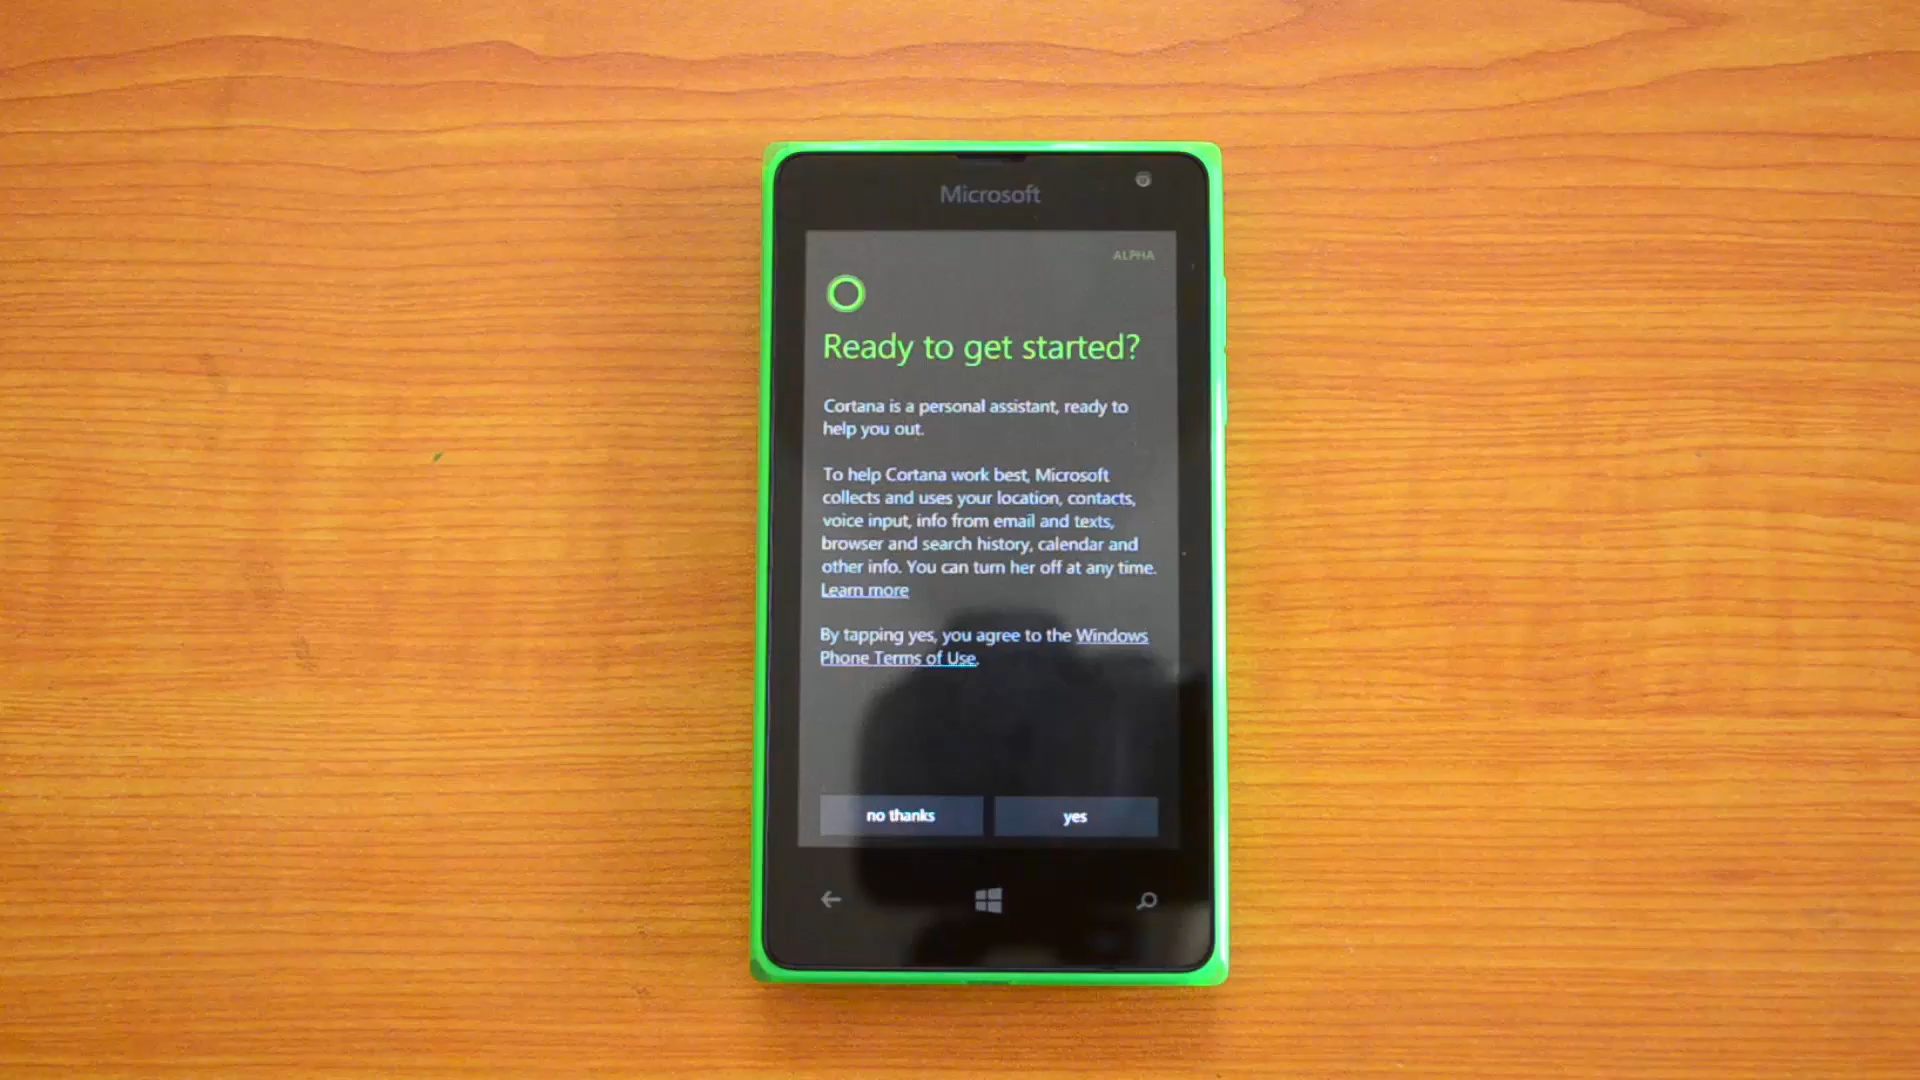 Microsoft
ALPHA
Ready to get started?
Cortana is a personal assistant, ready to
help you out.
To help Cortana work best, Microsoft
collects and uses your location, contacts,
voice input, info from email and texts,
browser and search history, calendar and
other info. You can turn her off at any time.
Learn more
By tapping yes, you agree to the Windows
Phone Terms of Use.
no thanks
yes